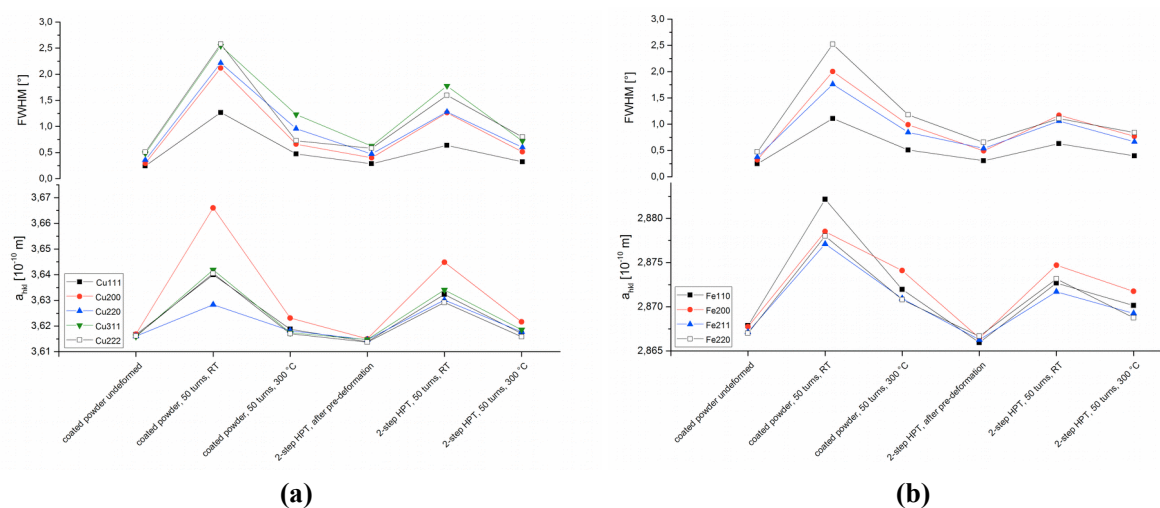 3,0
2,5
2,0
1,5
1,0
0,5
0,0
FWHM [°]
3,67
3,66
3,65
3,64
3,63
3,62
3,61
a_hkl [10^-10 m]
Cu111
Cu200
Cu220
Cu311
Cu222
coated powder undeformed
coated powder, 50 turns, RT
coated powder, 50 turns, 300 °C
2-step HPT, after pre-deformation
2-step HPT, 50 turns, RT
2-step HPT, 50 turns, 300 °C
(a)
3,0
2,5
2,0
1,5
1,0
0,5
0,0
FWHM [°]
2,880
2,875
2,870
2,865
a_hkl [10^-10 m]
Fe110
Fe200
Fe211
Fe220
coated powder undeformed
coated powder, 50 turns, RT
coated powder, 50 turns, 300 °C
2-step HPT, after pre-deformation
2-step HPT, 50 turns, RT
2-step HPT, 50 turns, 300 °C
(b)